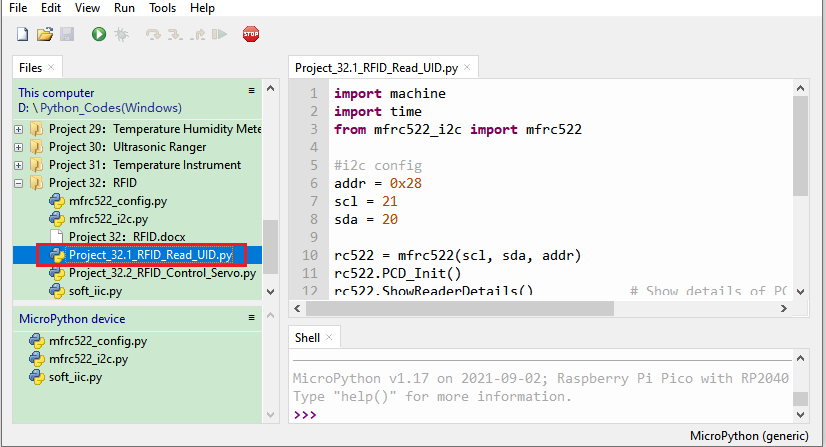 File Edit View Run Tools Help
STOP
Files ×
This computer
D: \ Python_Codes(Windows)
Project 29：Temperature Humidity Mete
Project 30：Ultrasonic Ranger
Project 31：Temperature Instrument
Project 32：RFID
mfrc522_config.py
mfrc522_i2c.py
Project 32：RFID.docx
Project_32.1_RFID_Read_UID.py
Project_32.2_RFID_Control_Servo.py
soft_iic.py
MicroPython device
mfrc522_config.py
mfrc522_i2c.py
soft_iic.py
Project_32.1_RFID_Read_UID.py ×
1 import machine
2 import time
3 from mfrc522_i2c import mfrc522
4
5 #i2c config
6 addr = 0x28
7 scl = 21
8 sda = 20
9
10 rc522 = mfrc522(scl, sda, addr)
11 rc522.PCD_Init()
12 rc522.ShowReaderDetails() # Show details of PC
Shell ×
MicroPython v1.17 on 2021-09-02; Raspberry Pi Pico with RP2040
Type "help()" for more information.
>>>
MicroPython (generic)